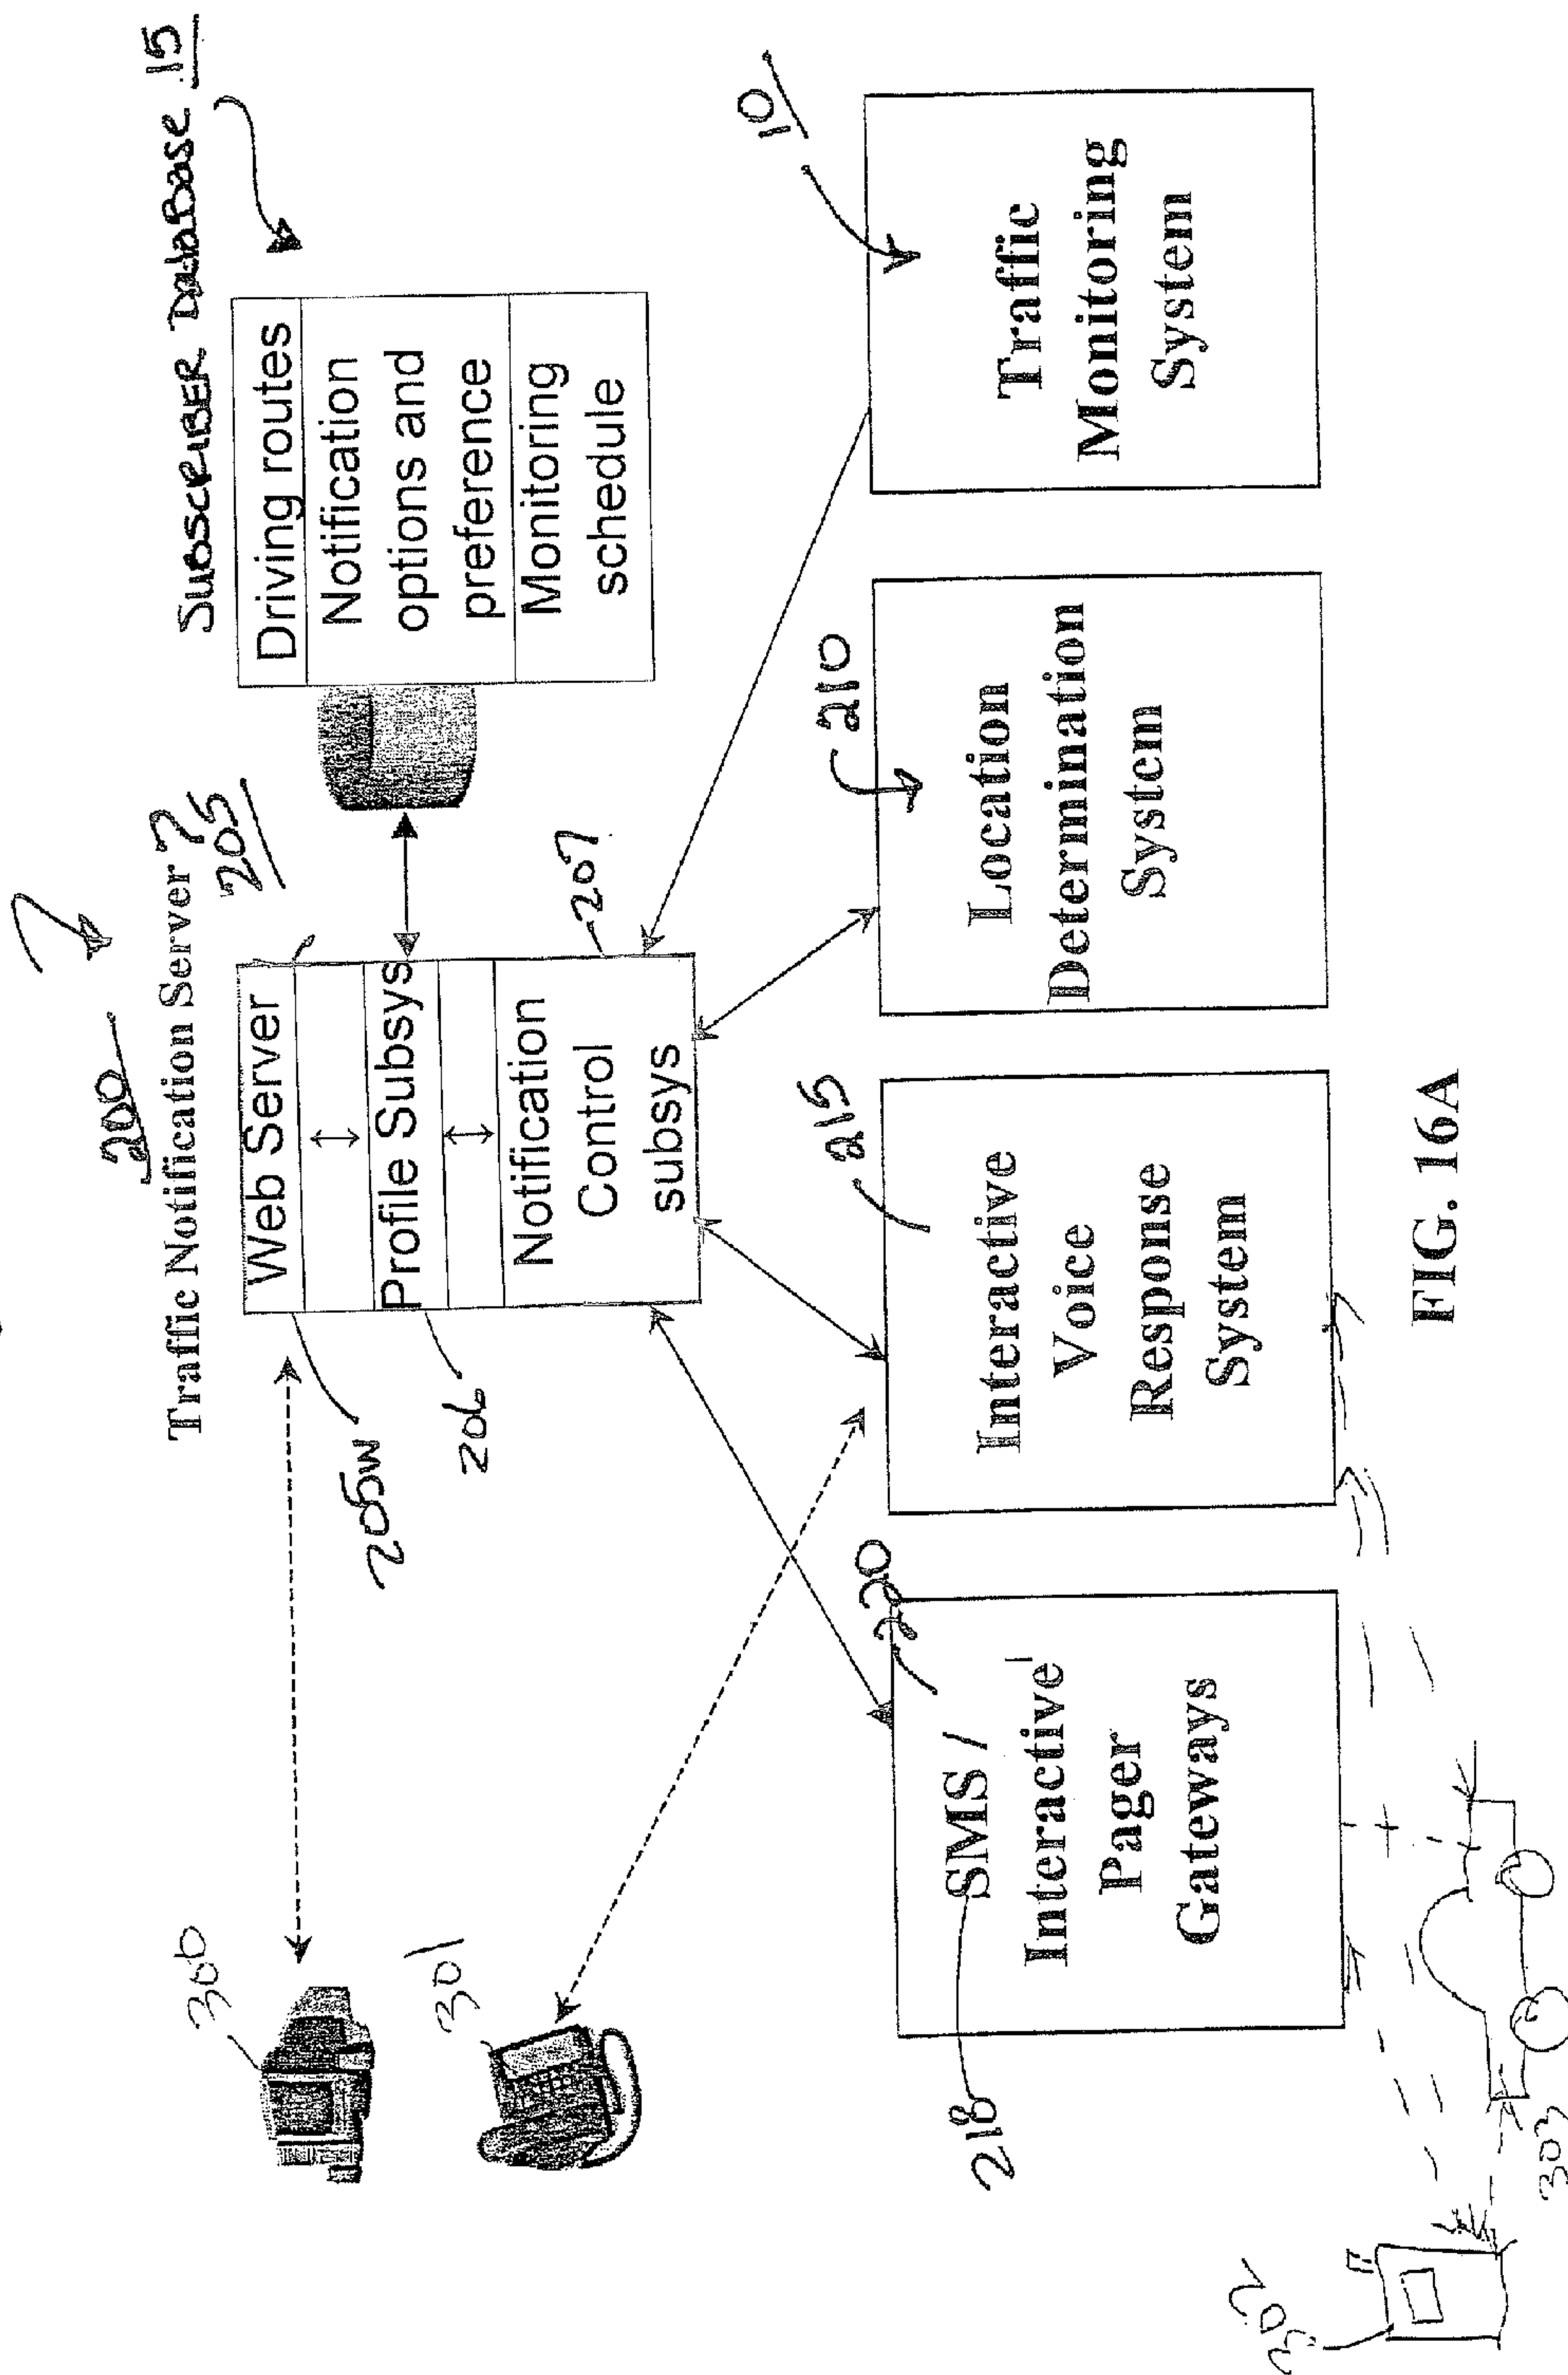 200
Traffic Notification Server
205
SUBSCRIBER DataBase 15
Web Server
Profile Subsys
Notification
Control
subsys
205W
206
207
Driving routes
Notification
options and
preference
Monitoring
schedule
300
301
218
220
SMS /
Interactive
Pager
Gateways
215
Interactive
Voice
Response
System
210
Location
Determination
System
10
Traffic
Monitoring
System
302
303
FIG. 16A